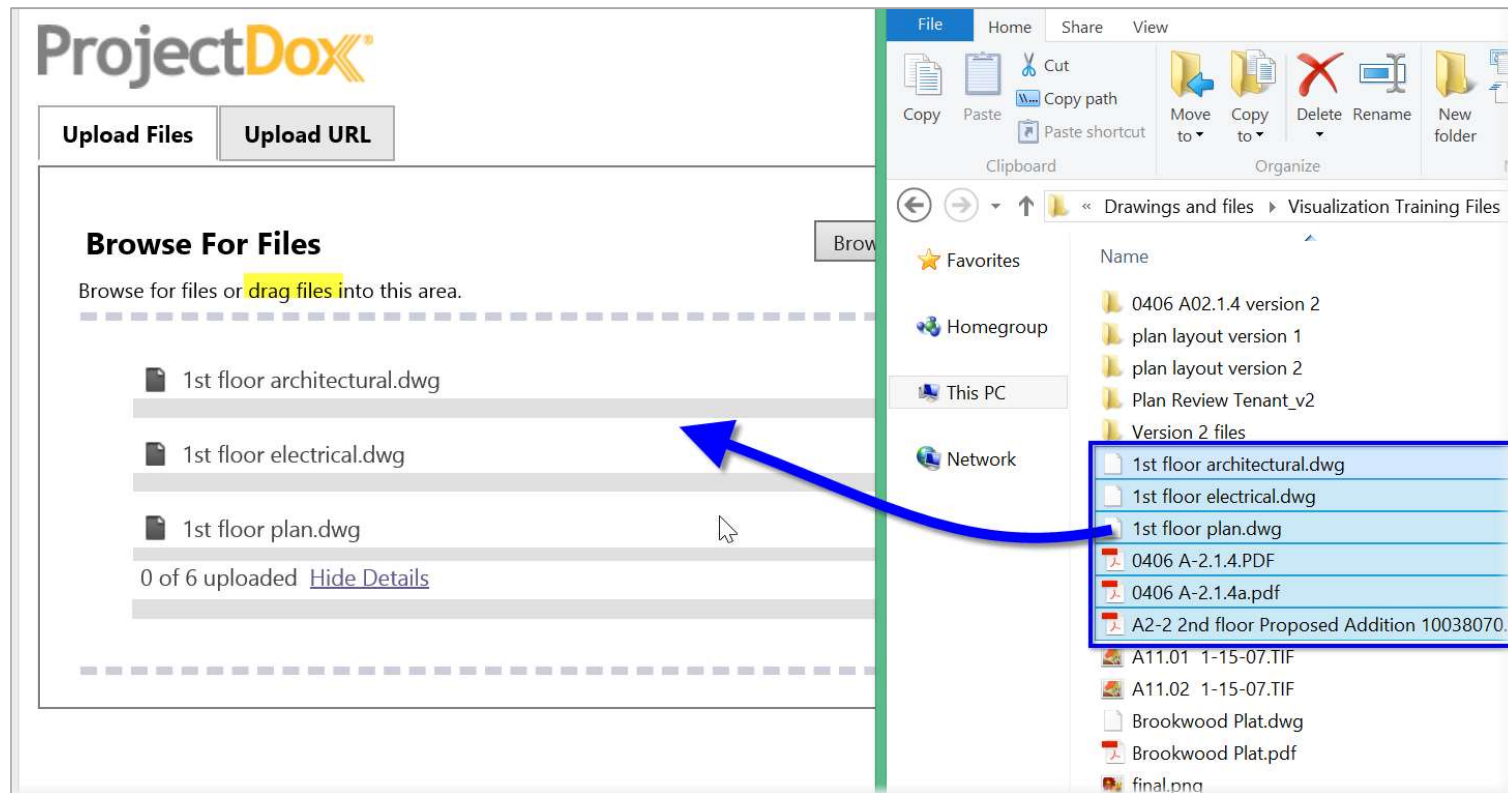 ProjectDox®
Upload Files
Upload URL
Browse For Files
Browse for files or drag files into this area.
1st floor architectural.dwg
1st floor electrical.dwg
1st floor plan.dwg
0 of 6 uploaded Hide Details
File Home Share View
Copy
Paste
Cut
Copy path
Paste shortcut
Clipboard
Move to
Copy to
Delete
Rename
Organize
New folder
« Drawings and files Visualization Training Files
Favorites
Homegroup
This PC
Network
Name
0406 A02.1.4 version 2
plan layout version 1
plan layout version 2
Plan Review Tenant_v2
Version 2 files
1st floor architectural.dwg
1st floor electrical.dwg
1st floor plan.dwg
0406 A-2.1.4.PDF
0406 A-2.1.4a.pdf
A2-2 2nd floor Proposed Addition 10038070.
A11.01 1-15-07.TIF
A11.02 1-15-07.TIF
Brookwood Plat.dwg
Brookwood Plat.pdf
final.png